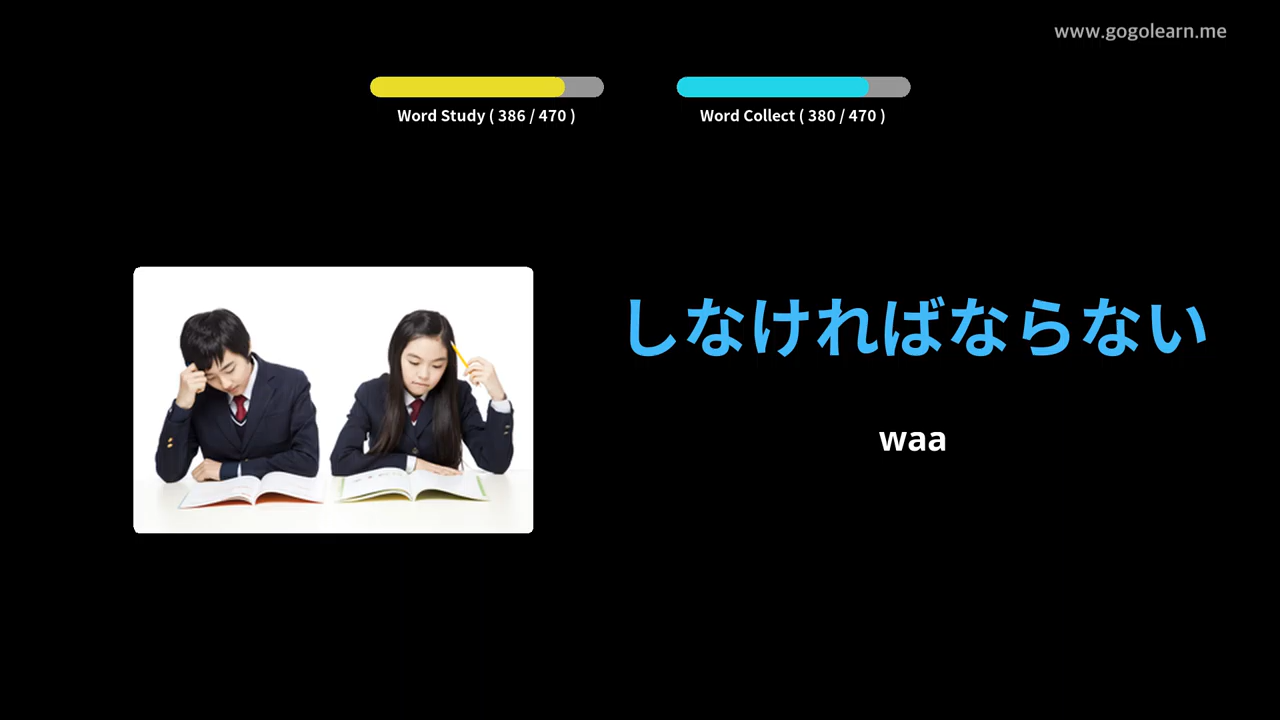 www.gogolearn.me
Word Study ( 386 / 470 )
Word Collect ( 380 / 470 )
しなければならない
waa